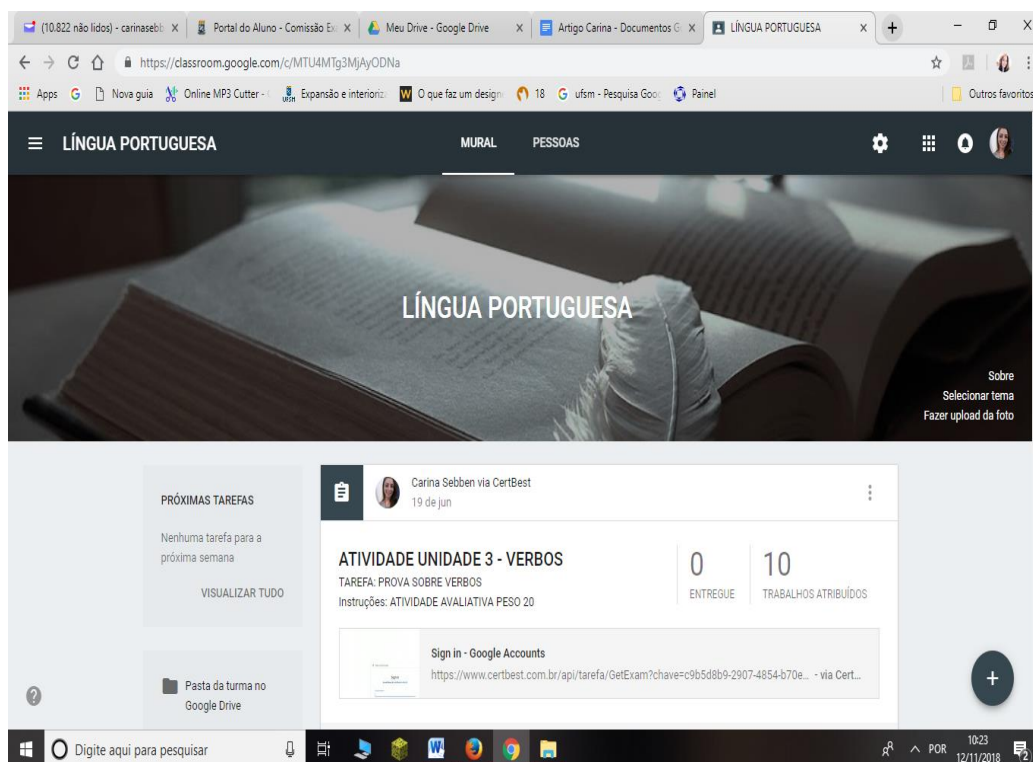 (10.822 não lidos) - carinasebb
Portal do Aluno - Comissão Ex
Meu Drive - Google Drive
Artigo Carina - Documentos G
LÍNGUA PORTUGUESA
https://classroom.google.com/c/MTU4MTg3MjAyODNa
Apps
Nova guia
Online MP3 Cutter -
Expansão e interioriz
O que faz um design
18
ufsm - Pesquisa Goo
Painel
Outros favoritos
LÍNGUA PORTUGUESA
MURAL
PESSOAS
LÍNGUA PORTUGUESA
Sobre
Selecionar tema
Fazer upload da foto
PRÓXIMAS TAREFAS
Nenhuma tarefa para a
próxima semana
VISUALIZAR TUDO
Pasta da turma no
Google Drive
Carina Sebben via CertBest
19 de jun
ATIVIDADE UNIDADE 3 - VERBOS
TAREFA: PROVA SOBRE VERBOS
Instruções: ATIVIDADE AVALIATIVA PESO 20
0
ENTREGUE
10
TRABALHOS ATRIBUÍDOS
Sign in - Google Accounts
https://www.certbest.com.br/api/tarefa/GetExam?chave=c9b5d8b9-2907-4854-b70e... - via Cert...
Digite aqui para pesquisar
POR
10:23
12/11/2018